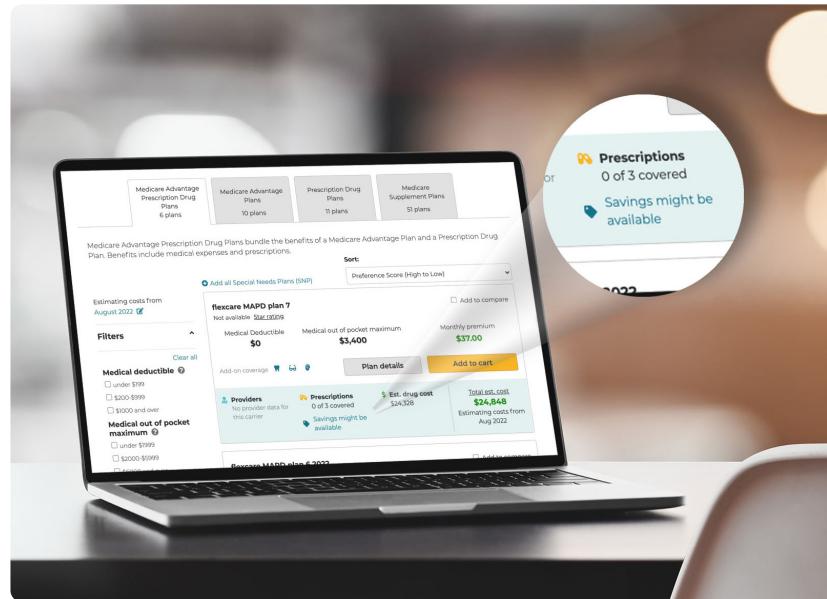 Medicare Advantage
Prescription Drug
Plans
6 plans
Medicare Advantage
Plans
10 plans
Prescription Drug
Plans
11 plans
Medicare
Supplement Plans
51 plans
Medicare Advantage Prescription Drug Plans bundle the benefits of a Medicare Advantage Plan and a Prescription Drug
Plan. Benefits include medical expenses and prescriptions.
Sort:
Add all Special Needs Plans (SNP)
Preference Score (High to Low)
Estimating costs from
August 2022
Filters
Clear all
Medical deductible
under $199
$200-$999
$1000 and over
Medical out of pocket
maximum
under $1999
$2000-$5999
flexcare MAPD plan 7
Add to compare
Not available Star rating
Medical Deductible
$0
Medical out of pocket maximum
$3,400
Monthly premium
$37.00
Add-on coverage
Plan details
Add to cart
Providers
No provider data for
this carrier
Prescriptions
0 of 3 covered
Savings might be
available
$ Est. drug cost
$24,328
Total est. cost
$24,848
Estimating costs from
Aug 2022
flexcare MAPD plan 6 2022
Add to compare
or
Prescriptions
0 of 3 covered
Savings might be
available
2022